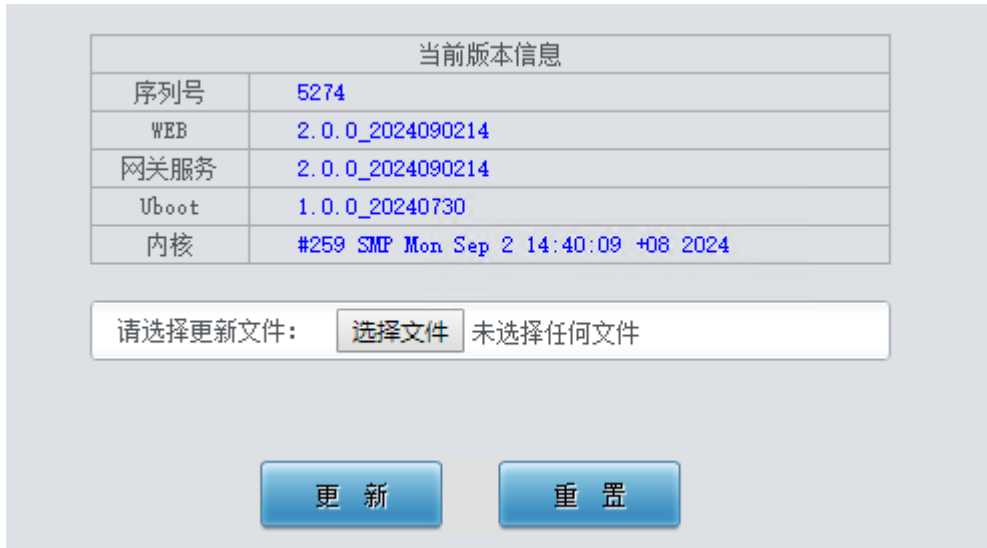 当前版本信息
序列号 5274
WEB 2.0.0_2024090214
网关服务 2.0.0_2024090214
Uboot 1.0.0_20240730
内核 #259 SMP Mon Sep 2 14:40:09 +08 2024
请选择更新文件： 选择文件 未选择任何文件
更 新 重 置